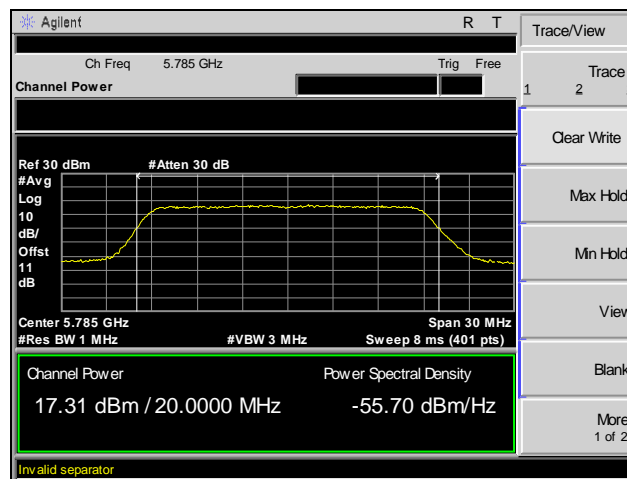 Agilent R T
Trace/View
Ch Freq 5.785 GHz Trig Free
Channel Power
Trace
1 2
Clear Write
Ref 30 dBm #Atten 30 dB
#Avg
Log
10
dB/
Offst
11
dB
Max Hold
Min Hold
View
Center 5.785 GHz Span 30 MHz
#Res BW 1 MHz #VBW 3 MHz Sweep 8 ms (401 pts)
Channel Power Power Spectral Density
Blank
17.31 dBm / 20.0000 MHz -55.70 dBm/Hz
More
1 of 2
Invalid separator